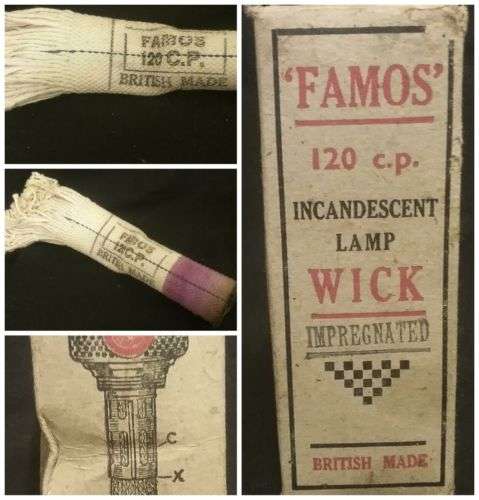 FAMOS
120 C.P.
BRITISH MADE
FAMOS
120 C.P.
BRITISH MADE
C
X
'FAMOS'
120 c.p.
INCANDESCENT
LAMP
WICK
IMPREGNATED
BRITISH MADE